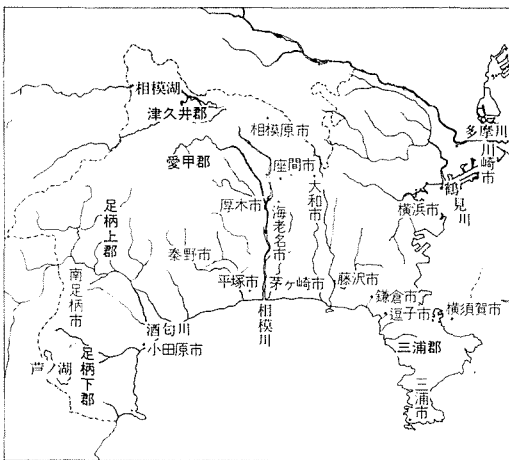 相模湖
津久井郡
相模原市
多摩川
川崎市
愛甲郡
座間市
大和市
鶴見川
厚木市
海老名市
横浜市
足柄上郡
秦野市
南足柄市
平塚市
茅ヶ崎市
藤沢市
鎌倉市
横須賀市
逗子市
酒匂川
相模川
小田原市
三浦郡
芦ノ湖
足柄下郡
三浦市